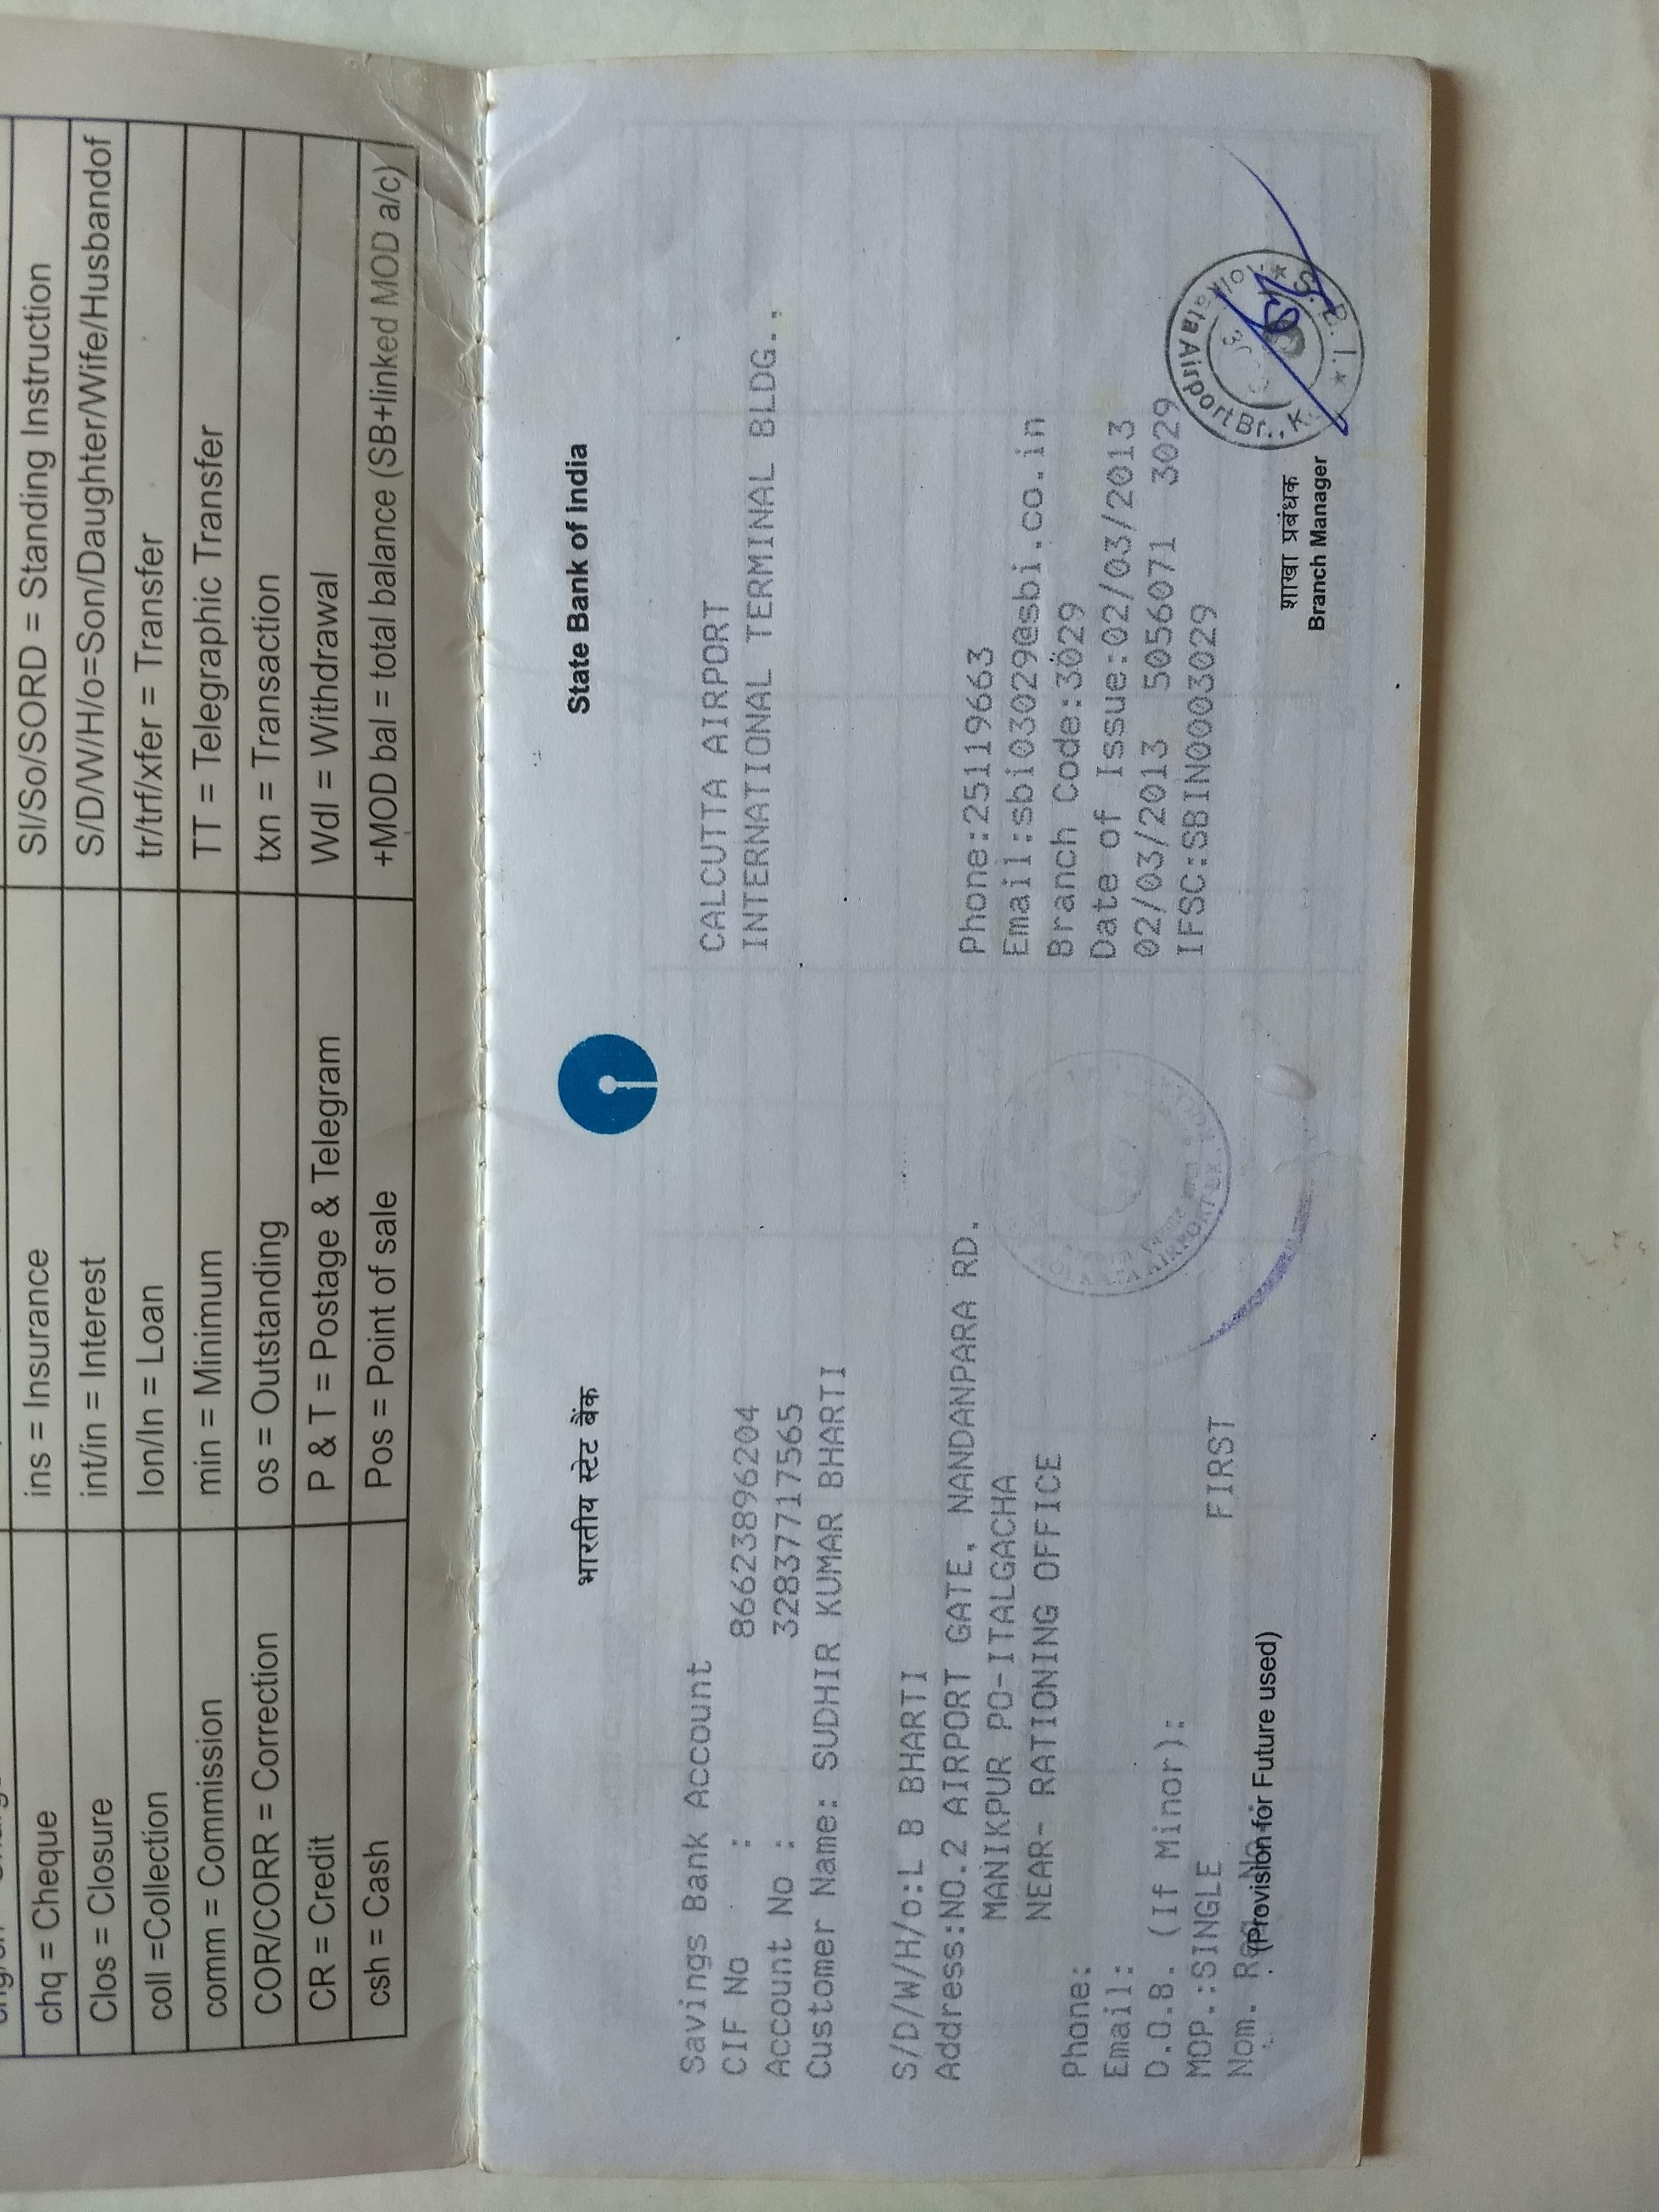 ins = Insurance
SI/So/SORD = Standing Instruction
chq = Cheque
int/in = Interest
S/D/W/H/o=Son/Daughter/Wife/Husbandof
Clos = Closure
lon/ln = Loan
tr/trf/xfer = Transfer
coll =Collection
min = Minimum
TT = Telegraphic Transfer
comm = Commission
os = Outstanding
txn = Transaction
COR/CORR = Correction
P & T = Postage & Telegram
Wdl = Withdrawal
CR = Credit
Pos = Point of sale
+MOD bal = total balance (SB+linked MOD a/c)
csh = Cash
भारतीय स्टेट बैंक
State Bank of India
Savings Bank Account
CIF No : 86623896204
Account No : 32837717565
Customer Name: SUDHIR KUMAR BHARTI
S/D/W/H/o:L B BHARTI
Address:NO.2 AIRPORT GATE, NANDANPARA RD.
MANIKPUR PO-ITALGACHA
NEAR- RATIONING OFFICE
Phone:
Email:
D.O.B. (If Minor):
MOP.:SINGLE FIRST
Nom.
(Provision for Future used)
CALCUTTA AIRPORT
INTERNATIONAL TERMINAL BLDG.,
Phone:25119663
Email:sbi03029@sbi.co.in
Branch Code:3029
Date of Issue:02/03/2013
02/03/2013 5056071 3029
IFSC:SBIN0003029
शाखा प्रबंधक
Branch Manager
S. B. I.
KOLKATA AIRPORT BR.